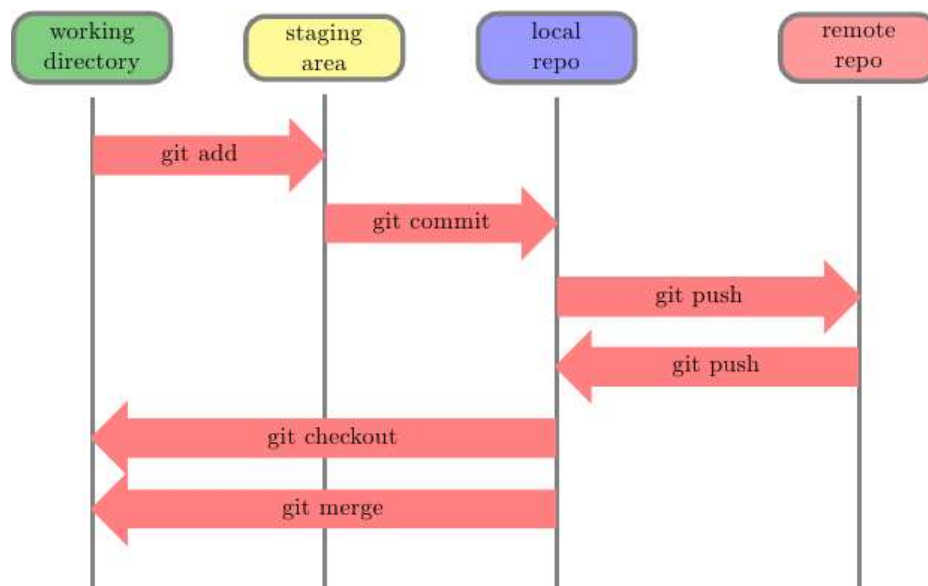 working
directory
staging
area
local
repo
remote
repo
git add
git commit
git push
git push
git checkout
git merge